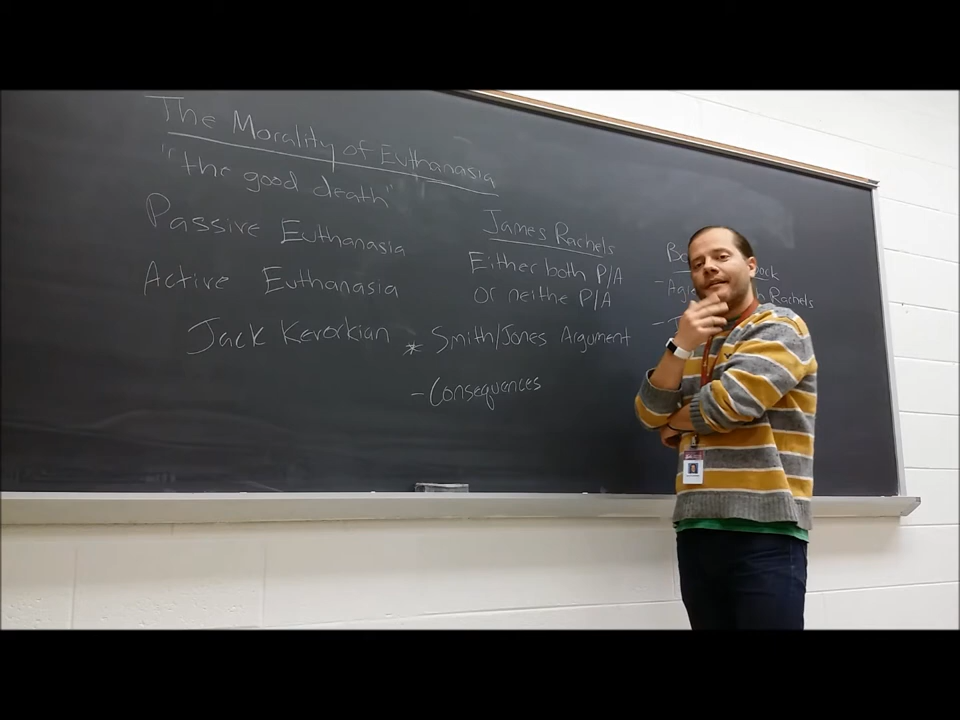 The Morality of Euthanasia
"the good death"
Passive Euthanasia
Active Euthanasia
Jack Kevorkian
James Rachels
Either both P/A
or neithe P/A
* Smith/Jones Argument
- Consequences
Rachels